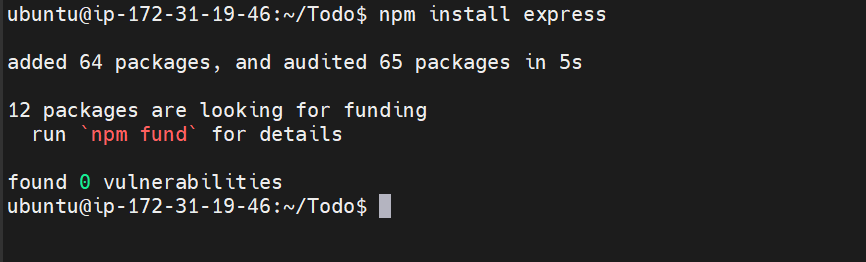 ubuntu@ip-172-31-19-46:~/Todo$ npm install express
added 64 packages, and audited 65 packages in 5s
12 packages are looking for funding
  run `npm fund` for details
found 0 vulnerabilities
ubuntu@ip-172-31-19-46:~/Todo$